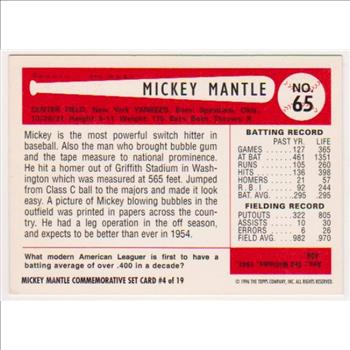 MICKEY MANTLE
NO. 65
CENTER FIELD, New York YANKEES, Born: Spavinaw, Okla.
10/20/31 Height: 5-11 Weight: 175 Bats: Both, Throws: R
Mickey is the most powerful switch hitter in
baseball. Also the man who brought bubble gum
and the tape measure to national prominence.
He hit a homer out of Griffith Stadium in Wash-
ington which was measured at 565 feet. Jumped
from Class C ball to the majors and made it look
easy. A picture of Mickey blowing bubbles in the
outfield was printed in papers across the country.
He had a leg operation in the off season, and
expects to be better than ever in 1954.
What modern American Leaguer is first to have a
batting average of over .400 in a decade?
MICKEY MANTLE COMMEMORATIVE SET CARD #4 of 19
BATTING RECORD
PAST YR. LIFE
GAMES 127 365
AT BAT 461 1351
RUNS 105 260
HITS 136 398
HOMERS 21 57
R.B.I 92 244
BAT. AVG. .295 .295
FIELDING RECORD
PUTOUTS 322 805
ASSISTS 10 30
ERRORS 6 26
FIELD AVG. .982 .970
© 1996 THE TOPPS COMPANY, INC. ALL RIGHTS RESERVED.